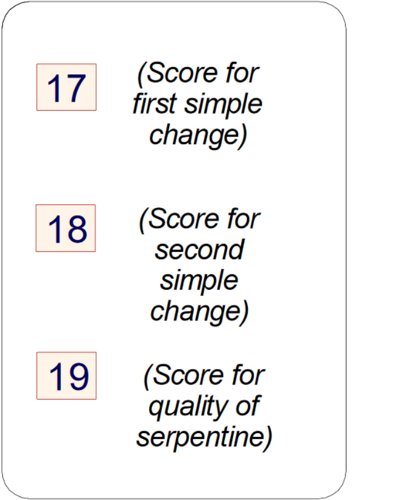 17 (Score for
first simple
change)
18 (Score for
second
simple
change)
19 (Score for
quality of
serpentine)